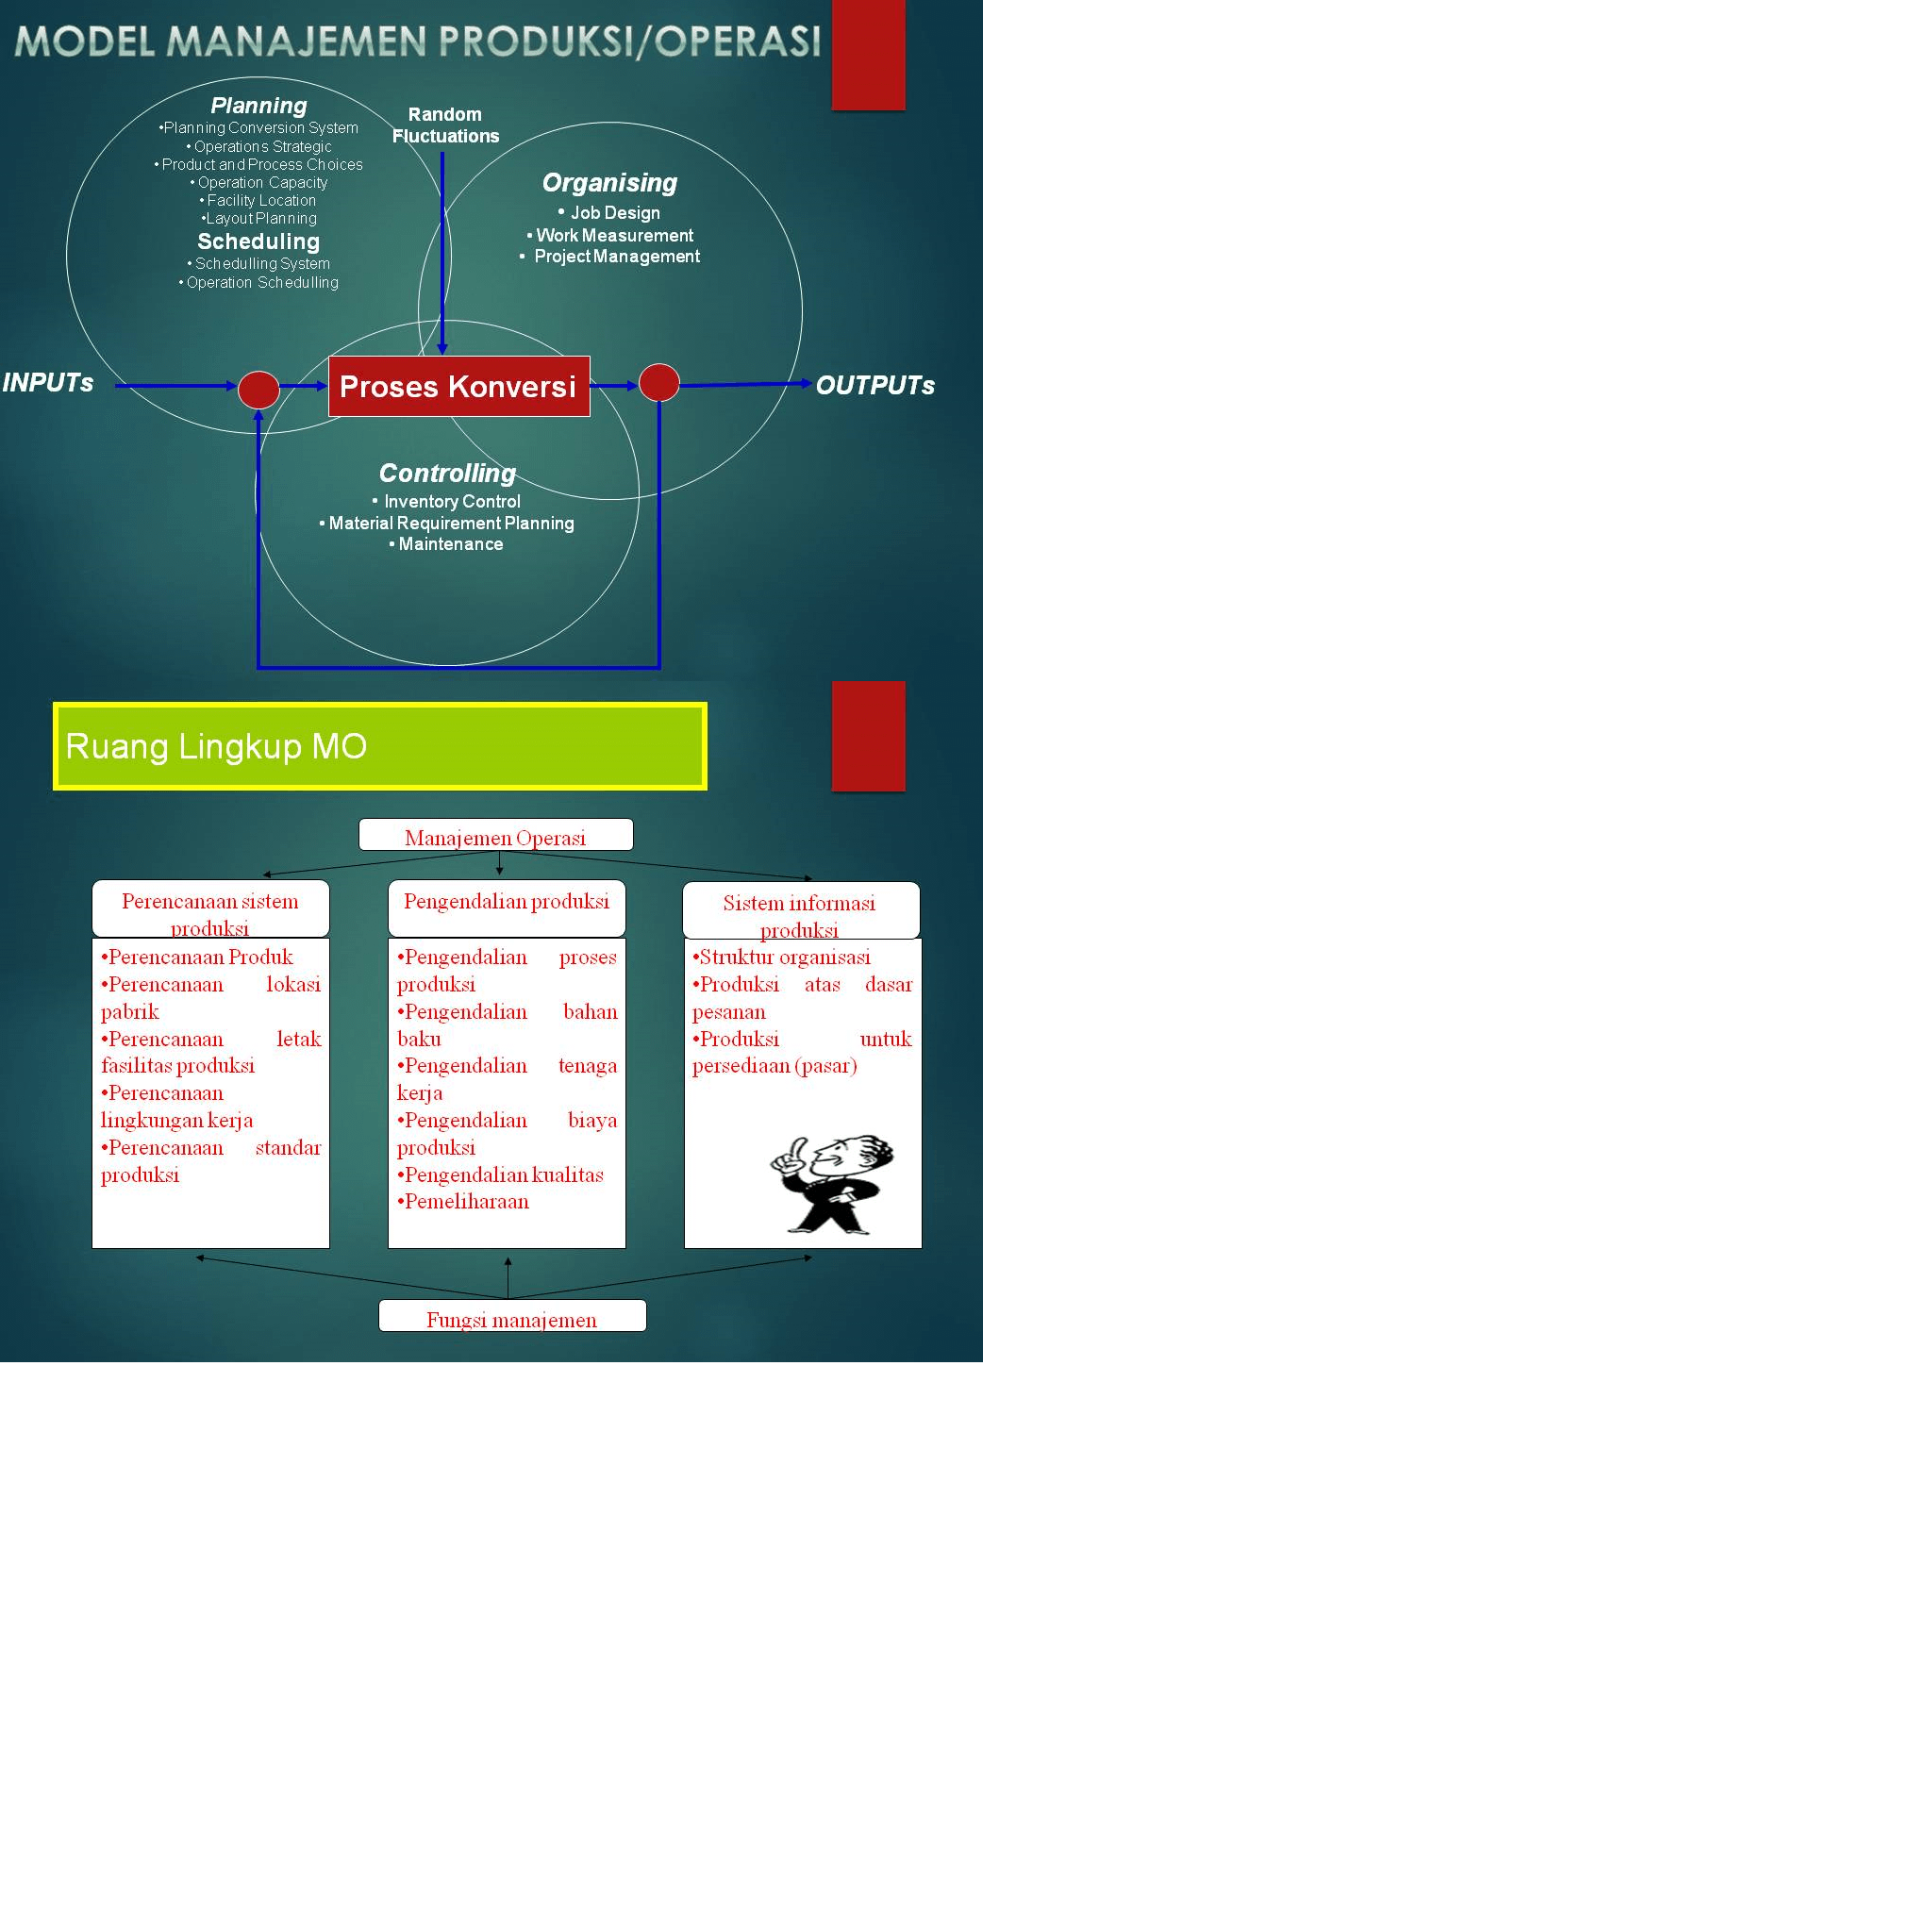 MODEL MANAJEMEN PRODUKSI/OPERASI
Planning
•Planning Conversion System
• Operations Strategic
• Product and Process Choices
• Operation Capacity
• Facility Location
•Layout Planning
Scheduling
• Schedulling System
• Operation Schedulling
Random
Fluctuations
Organising
• Job Design
• Work Measurement
• Project Management
INPUTs
Proses Konversi
OUTPUTs
Controlling
• Inventory Control
• Material Requirement Planning
• Maintenance
Ruang Lingkup MO
Manajemen Operasi
Perencanaan sistem
produksi
•Perencanaan Produk
•Perencanaan lokasi
pabrik
•Perencanaan letak
fasilitas produksi
•Perencanaan
lingkungan kerja
•Perencanaan standar
produksi
Pengendalian produksi
•Pengendalian proses
produksi
•Pengendalian bahan
baku
•Pengendalian tenaga
kerja
•Pengendalian biaya
produksi
•Pengendalian kualitas
•Pemeliharaan
Sistem informasi
produksi
•Struktur organisasi
•Produksi atas dasar
pesanan
•Produksi untuk
persediaan (pasar)
Fungsi manajemen